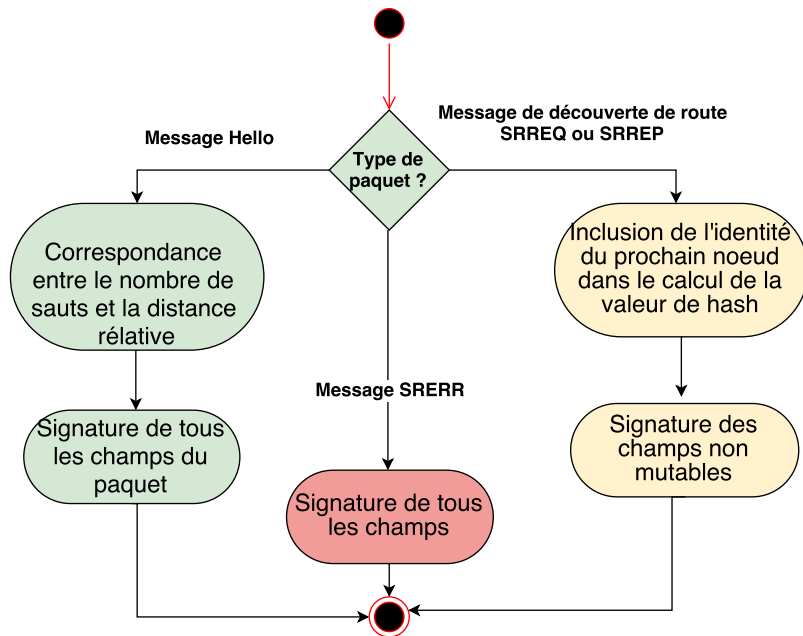 Message de découverte de route
SRREQ ou SRREP
Message Hello
Type de
paquet ?
Correspondance
entre le nombre de
sauts et la distance
rélative
Inclusion de l'identité
du prochain noeud
dans le calcul de la
valeur de hash
Message SRERR
Signature de tous
les champs du
paquet
Signature des
champs non
mutables
Signature de tous
les champs